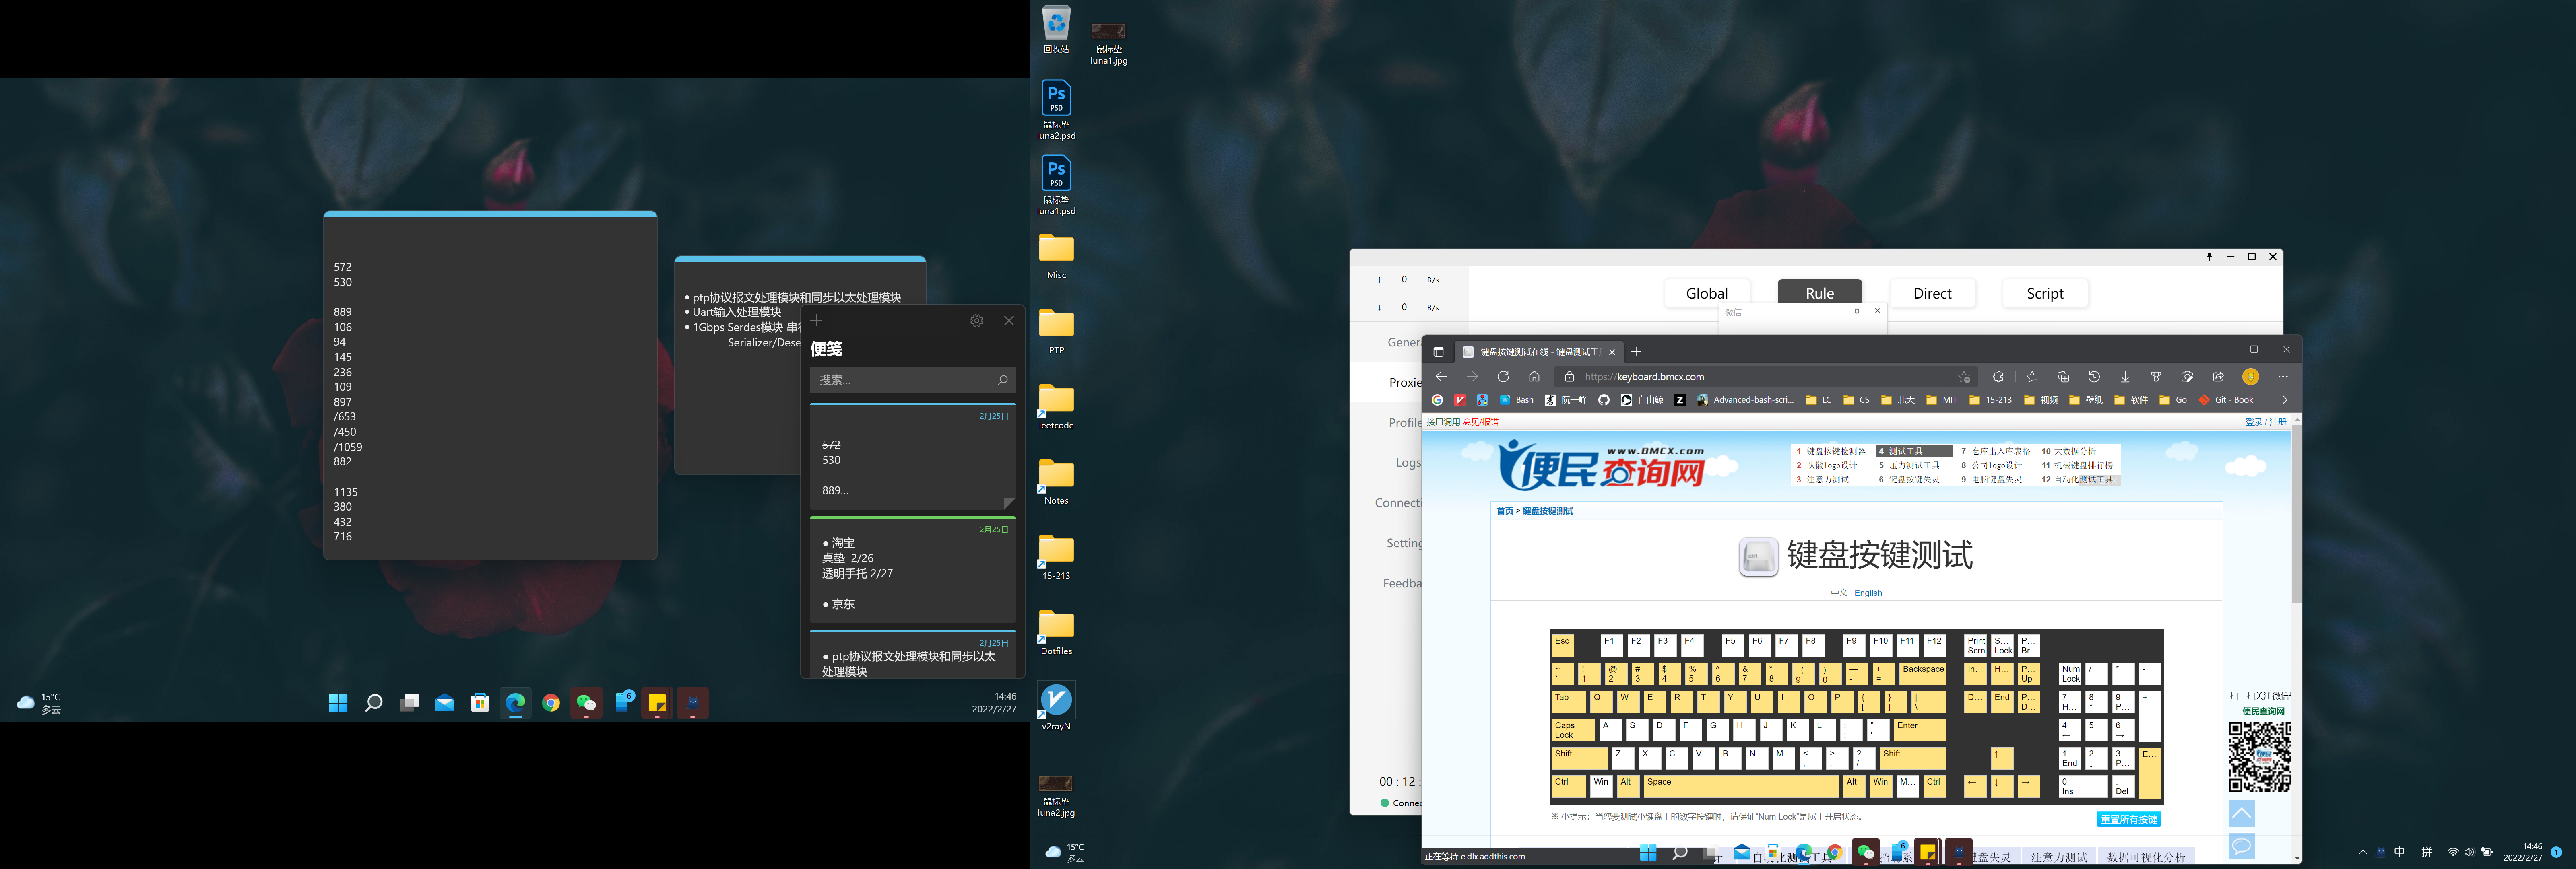 572
530
889
106
94
145
236
109
897
/653
/450
/1059
882
1135
380
432
716
• ptp协议报文处理模块和同步以太处理模块
• Uart输入处理模块
• 1Gbps Serdes模块 串
Serializer/Dese
便笺
搜索...
2月25日
572
530
889...
2月25日
• 淘宝
桌垫 2/26
透明手托 2/27
• 京东
2月25日
• ptp协议报文处理模块和同步以太
处理模块
15°C
多云
6
14:46
2022/2/27
回收站
鼠标垫
luna1.jpg
Ps
PSD
鼠标垫
luna2.psd
Ps
PSD
鼠标垫
luna1.psd
Misc
PTP
leetcode
Notes
15-213
Dotfiles
v2rayN
鼠标垫
luna2.jpg
15°C
多云
↑ 0 B/s
↓ 0 B/s
Global
Rule
Direct
Script
微信
Gener
Proxie
Profile
Logs
Connecti
Setting
Feedba
00 : 12 :
Connec
键盘按键测试在线 - 键盘测试工
https://keyboard.bmcx.com
Bash
阮一峰
自由鲸
Advanced-bash-scri...
LC
CS
北大
MIT
15-213
视频
壁纸
软件
Go
Git - Book
接口调用 意见/报错
登录 / 注册
www.BMCX.com
便民查询网
1 键盘按键检测器 4 测试工具 7 仓库出入库表格 10 大数据分析
2 队徽logo设计 5 压力测试工具 8 公司logo设计 11 机械键盘排行榜
3 注意力测试 6 键盘按键失灵 9 电脑键盘失灵 12 自动化测试工具
首页 > 键盘按键测试
键盘按键测试
中文 | English
Esc F1 F2 F3 F4 F5 F6 F7 F8 F9 F10 F11 F12 Print Scrn S... Lock P... Br...
~ ` ! 1 @ 2 # 3 $ 4 % 5 ^ 6 & 7 * 8 ( 9 ) 0 — - + = Backspace In... H... P... Up Num Lock / * -
Tab Q W E R T Y U I O P { [ } ] | \ D... End P... D... 7 H... 8 ↑ 9 P... +
Caps Lock A S D F G H J K L : ; " ' Enter 4 ← 5 6 →
Shift Z X C V B N M < , > . ? / Shift ↑ 1 End 2 ↓ 3 P... E...
Ctrl Win Alt Space Alt Win M... Ctrl ← ↓ → 0 Ins . Del
※ 小提示：当您要测试小键盘上的数字按键时，请保证"Num Lock"是属于开启状态。
重置所有按键
扫一扫关注微信
便民查询网
正在等待 e.dlx.addthis.com...
自动化测试工具
键盘失灵
注意力测试
数据可视化分析
6
中
拼
14:46
2022/2/27
1